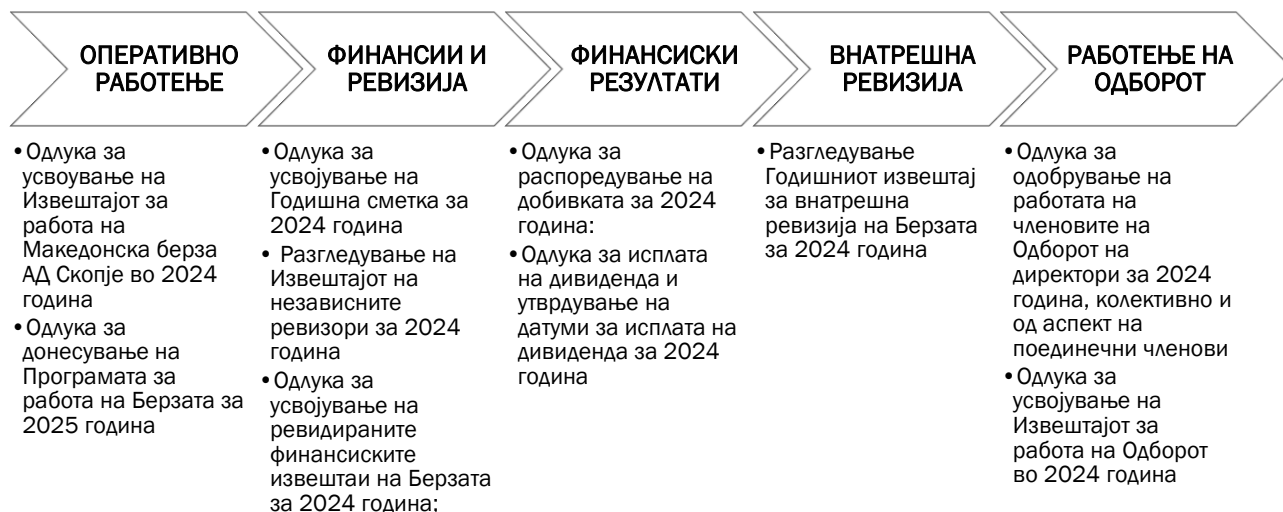 ОПЕРАТИВНО
РАБОТЕЊЕ
ФИНАНСИИ И
РЕВИЗИЈА
ФИНАНСИСКИ
РЕЗУЛТАТИ
ВНАТРЕШНА
РЕВИЗИЈА
РАБОТЕЊЕ НА
ОДБОРОТ
•Одлука за
усвоување на
Извештајот за
работа на
Македонска берза
АД Скопје во 2024
година
•Одлука за
донесување на
Програмата за
работа на Берзата за
2025 година
•Одлука за
усвојување на
Годишна сметка за
2024 година
• Разгледување на
Извештајот на
независните
ревизори за 2024
година
•Одлука за
усвојување на
ревидираните
финансиските
извештаи на Берзата
за 2024 година;
•Одлука за
распоредување на
добивката за 2024
година:
•Одлука за исплата
на дивиденда и
утврдување на
датуми за исплата на
дивиденда за 2024
година
•Разгледување
Годишниот извештај
за внатрешна
ревизија на Берзата
за 2024 година
•Одлука за
одобрување на
работата на
членовите на
Одборот на
директори за 2024
година, колективно и
од аспект на
поединечни членови
•Одлука за
усвојување на
Извештајот за
работа на Одборот
во 2024 година